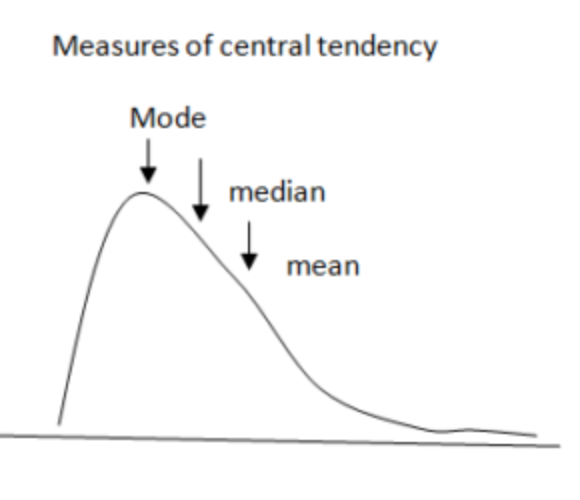 Measures of central tendency
Mode
median
mean